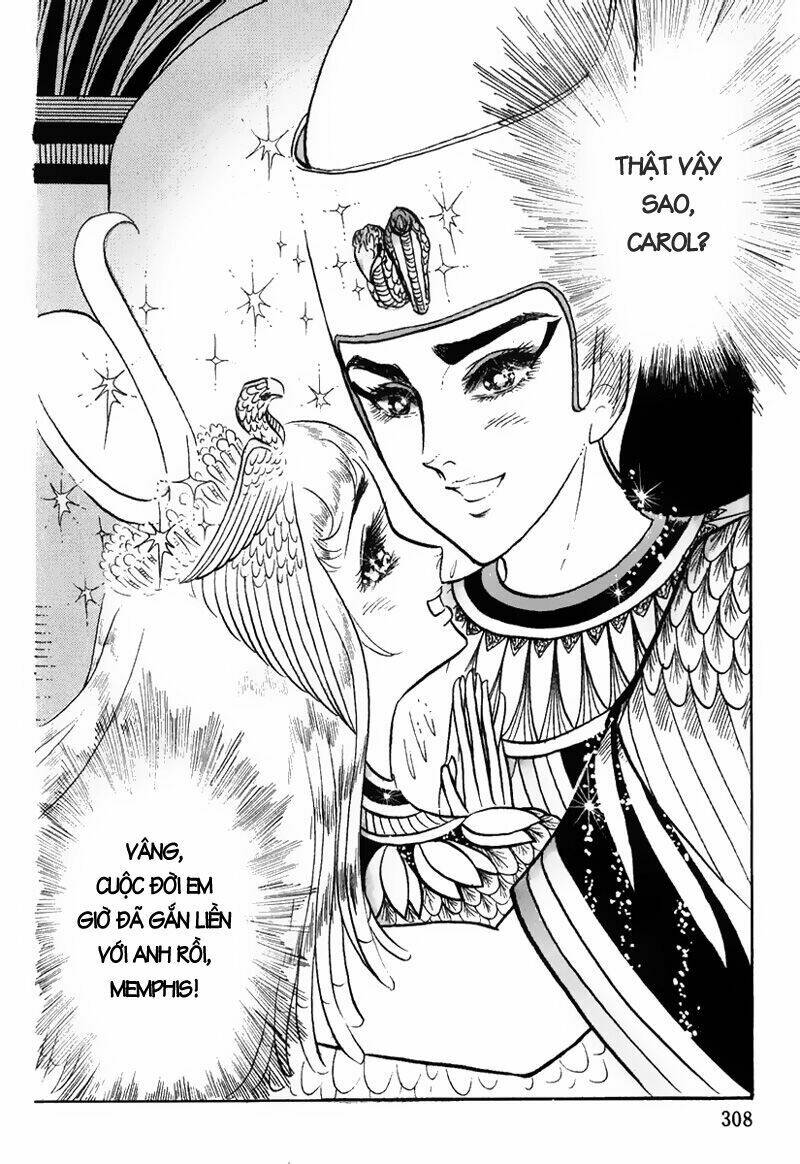 THẬT VẬY
SAO,
CAROL?
VÂNG,
CUỘC ĐỜI EM
GIỜ ĐÃ GẮN LIỀN
VỚI ANH RỒI,
MEMPHIS!
308